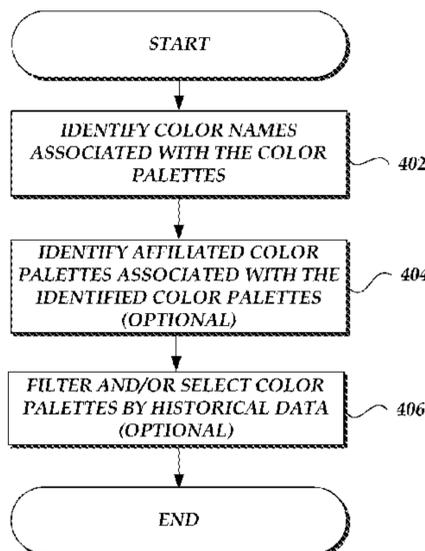 START
IDENTIFY COLOR NAMES
ASSOCIATED WITH THE COLOR
PALETTES
402
IDENTIFY AFFILIATED COLOR
PALETTES ASSOCIATED WITH THE
IDENTIFIED COLOR PALETTES
(OPTIONAL)
404
FILTER AND/OR SELECT COLOR
PALETTES BY HISTORICAL DATA
(OPTIONAL)
406
END